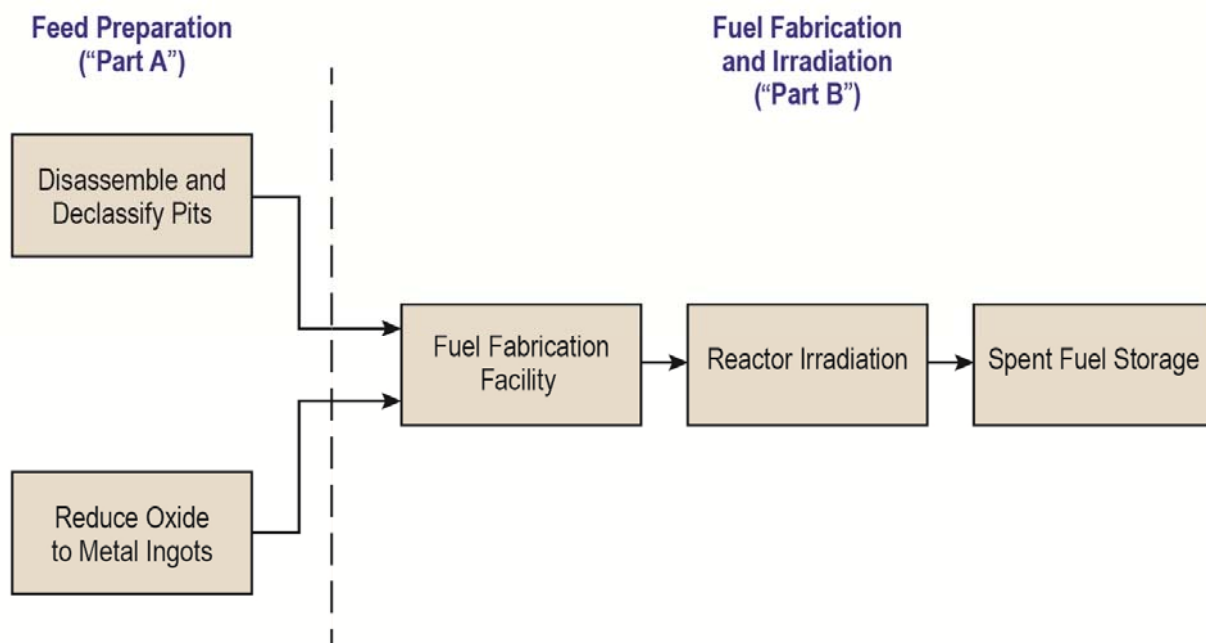 Feed Preparation
(“Part A”)
Fuel Fabrication
and Irradiation
(“Part B”)
Disassemble and
Declassify Pits
Fuel Fabrication
Facility
Reactor Irradiation
Spent Fuel Storage
Reduce Oxide
to Metal Ingots